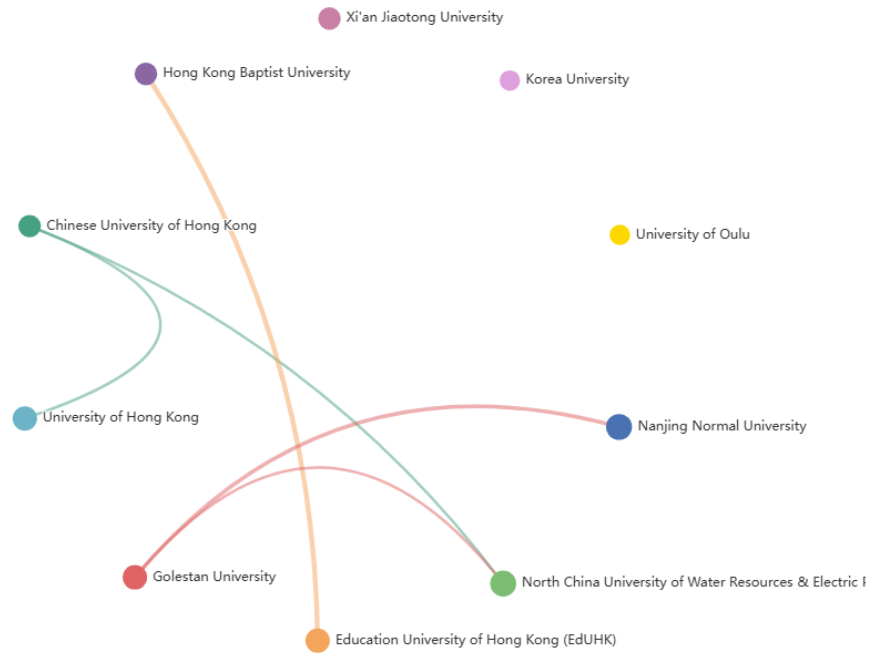 Xi'an Jiaotong University
Hong Kong Baptist University
Korea University
Chinese University of Hong Kong
University of Oulu
University of Hong Kong
Nanjing Normal University
Golestan University
North China University of Water Resources & Electric
Education University of Hong Kong (EdUHK)